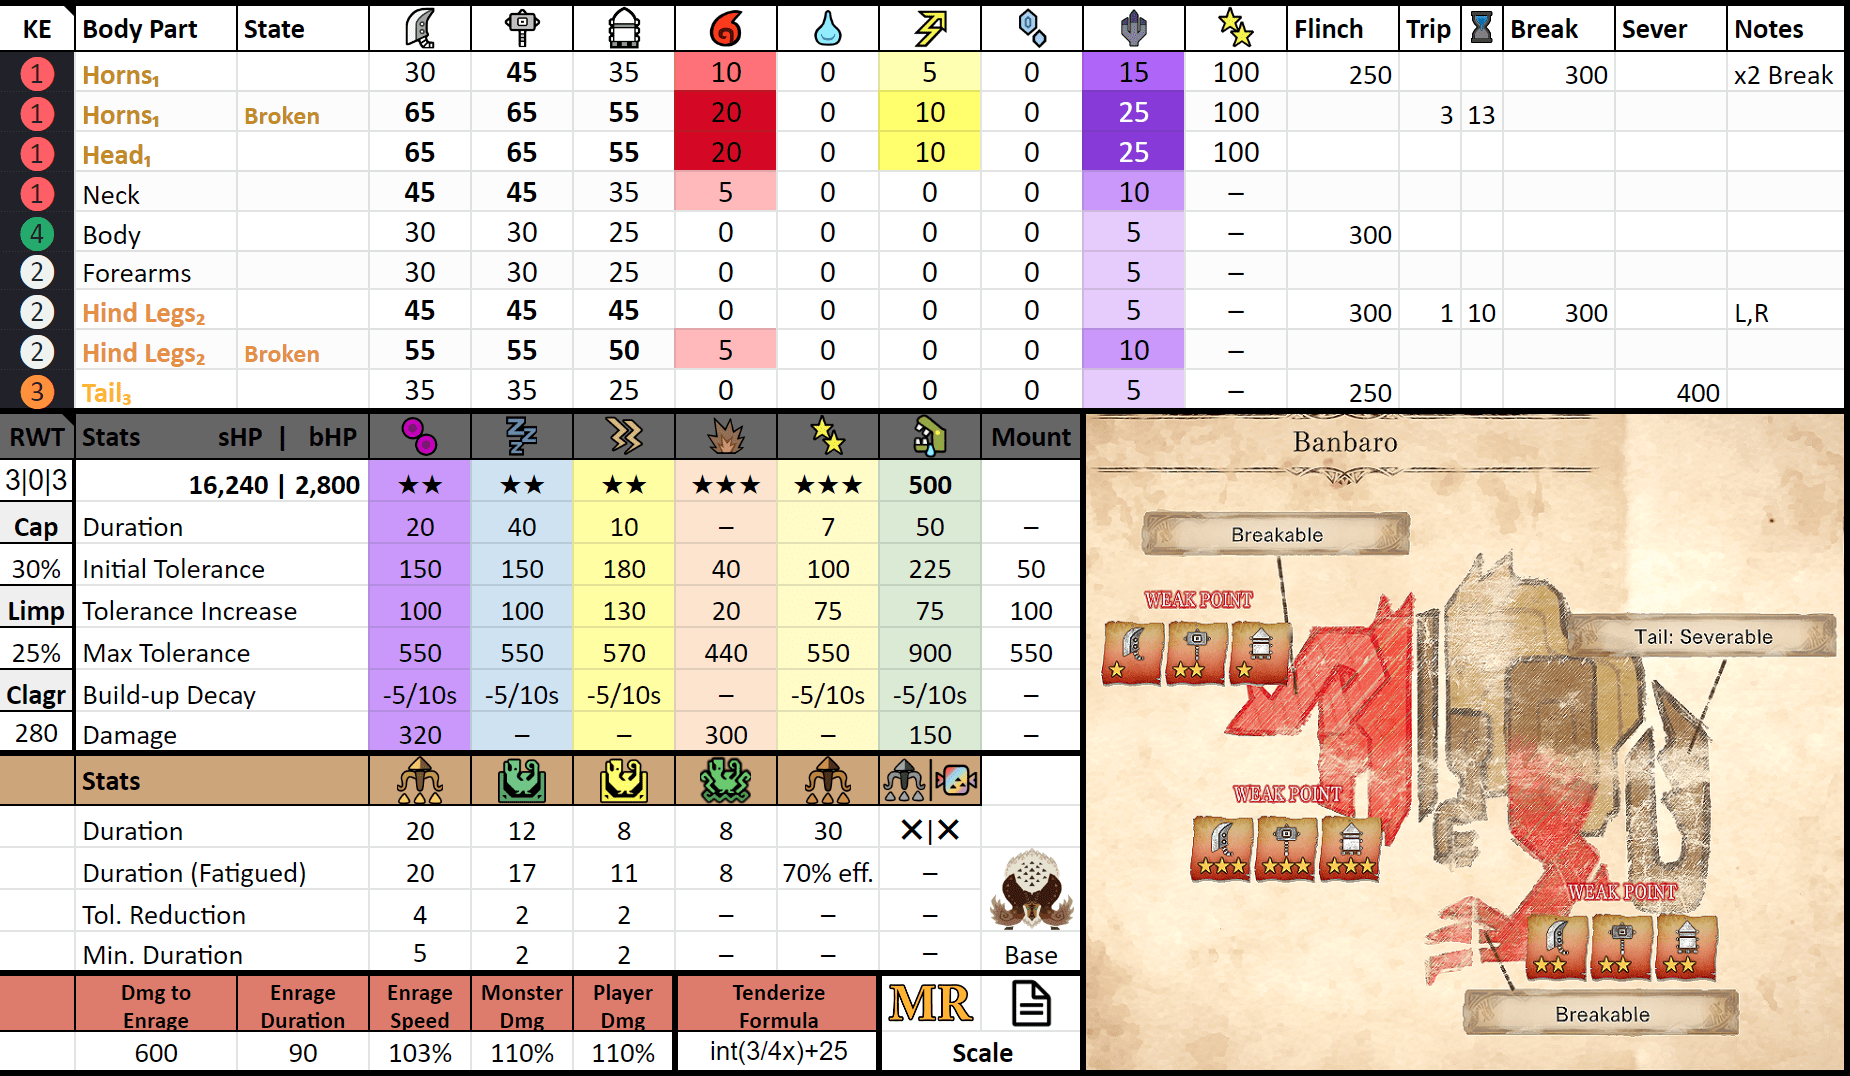 KE Body Part State Flinch Trip Break Sever Notes
1 Horns₁ 30 45 35 10 0 5 0 15 100 250 300 x2 Break
1 Horns₁ Broken 65 65 55 20 0 10 0 25 100 3 13
1 Head₁ 65 65 55 20 0 10 0 25 100
1 Neck 45 45 35 5 0 0 0 10 –
4 Body 30 30 25 0 0 0 0 5 – 300
2 Forearms 30 30 25 0 0 0 0 5 –
2 Hind Legs₂ 45 45 45 0 0 0 0 5 – 300 1 10 300 L,R
2 Hind Legs₂ Broken 55 55 50 5 0 0 0 10 –
3 Tail₃ 35 35 25 0 0 0 0 5 – 250 400
RWT Stats sHP | bHP Mount
3|0|3 16,240 | 2,800 ★★ ★★ ★★ ★★★ ★★★ 500
Cap Duration 20 40 10 – 7 50 –
30% Initial Tolerance 150 150 180 40 100 225 50
Limp Tolerance Increase 100 100 130 20 75 75 100
25% Max Tolerance 550 550 570 440 550 900 550
Clagr Build-up Decay -5/10s -5/10s -5/10s – -5/10s -5/10s –
280 Damage 320 – – 300 – 150 –
Stats
Duration 20 12 8 8 30 ✕|✕
Duration (Fatigued) 20 17 11 8 70% eff. –
Tol. Reduction 4 2 2 – – –
Min. Duration 5 2 2 – – – Base
Dmg to Enrage Enrage Duration Enrage Speed Monster Dmg Player Dmg Tenderize Formula MR
600 90 103% 110% 110% int(3/4x)+25 Scale
Banbaro
Breakable
WEAK POINT
Tail: Severable
WEAK POINT
WEAK POINT
Breakable